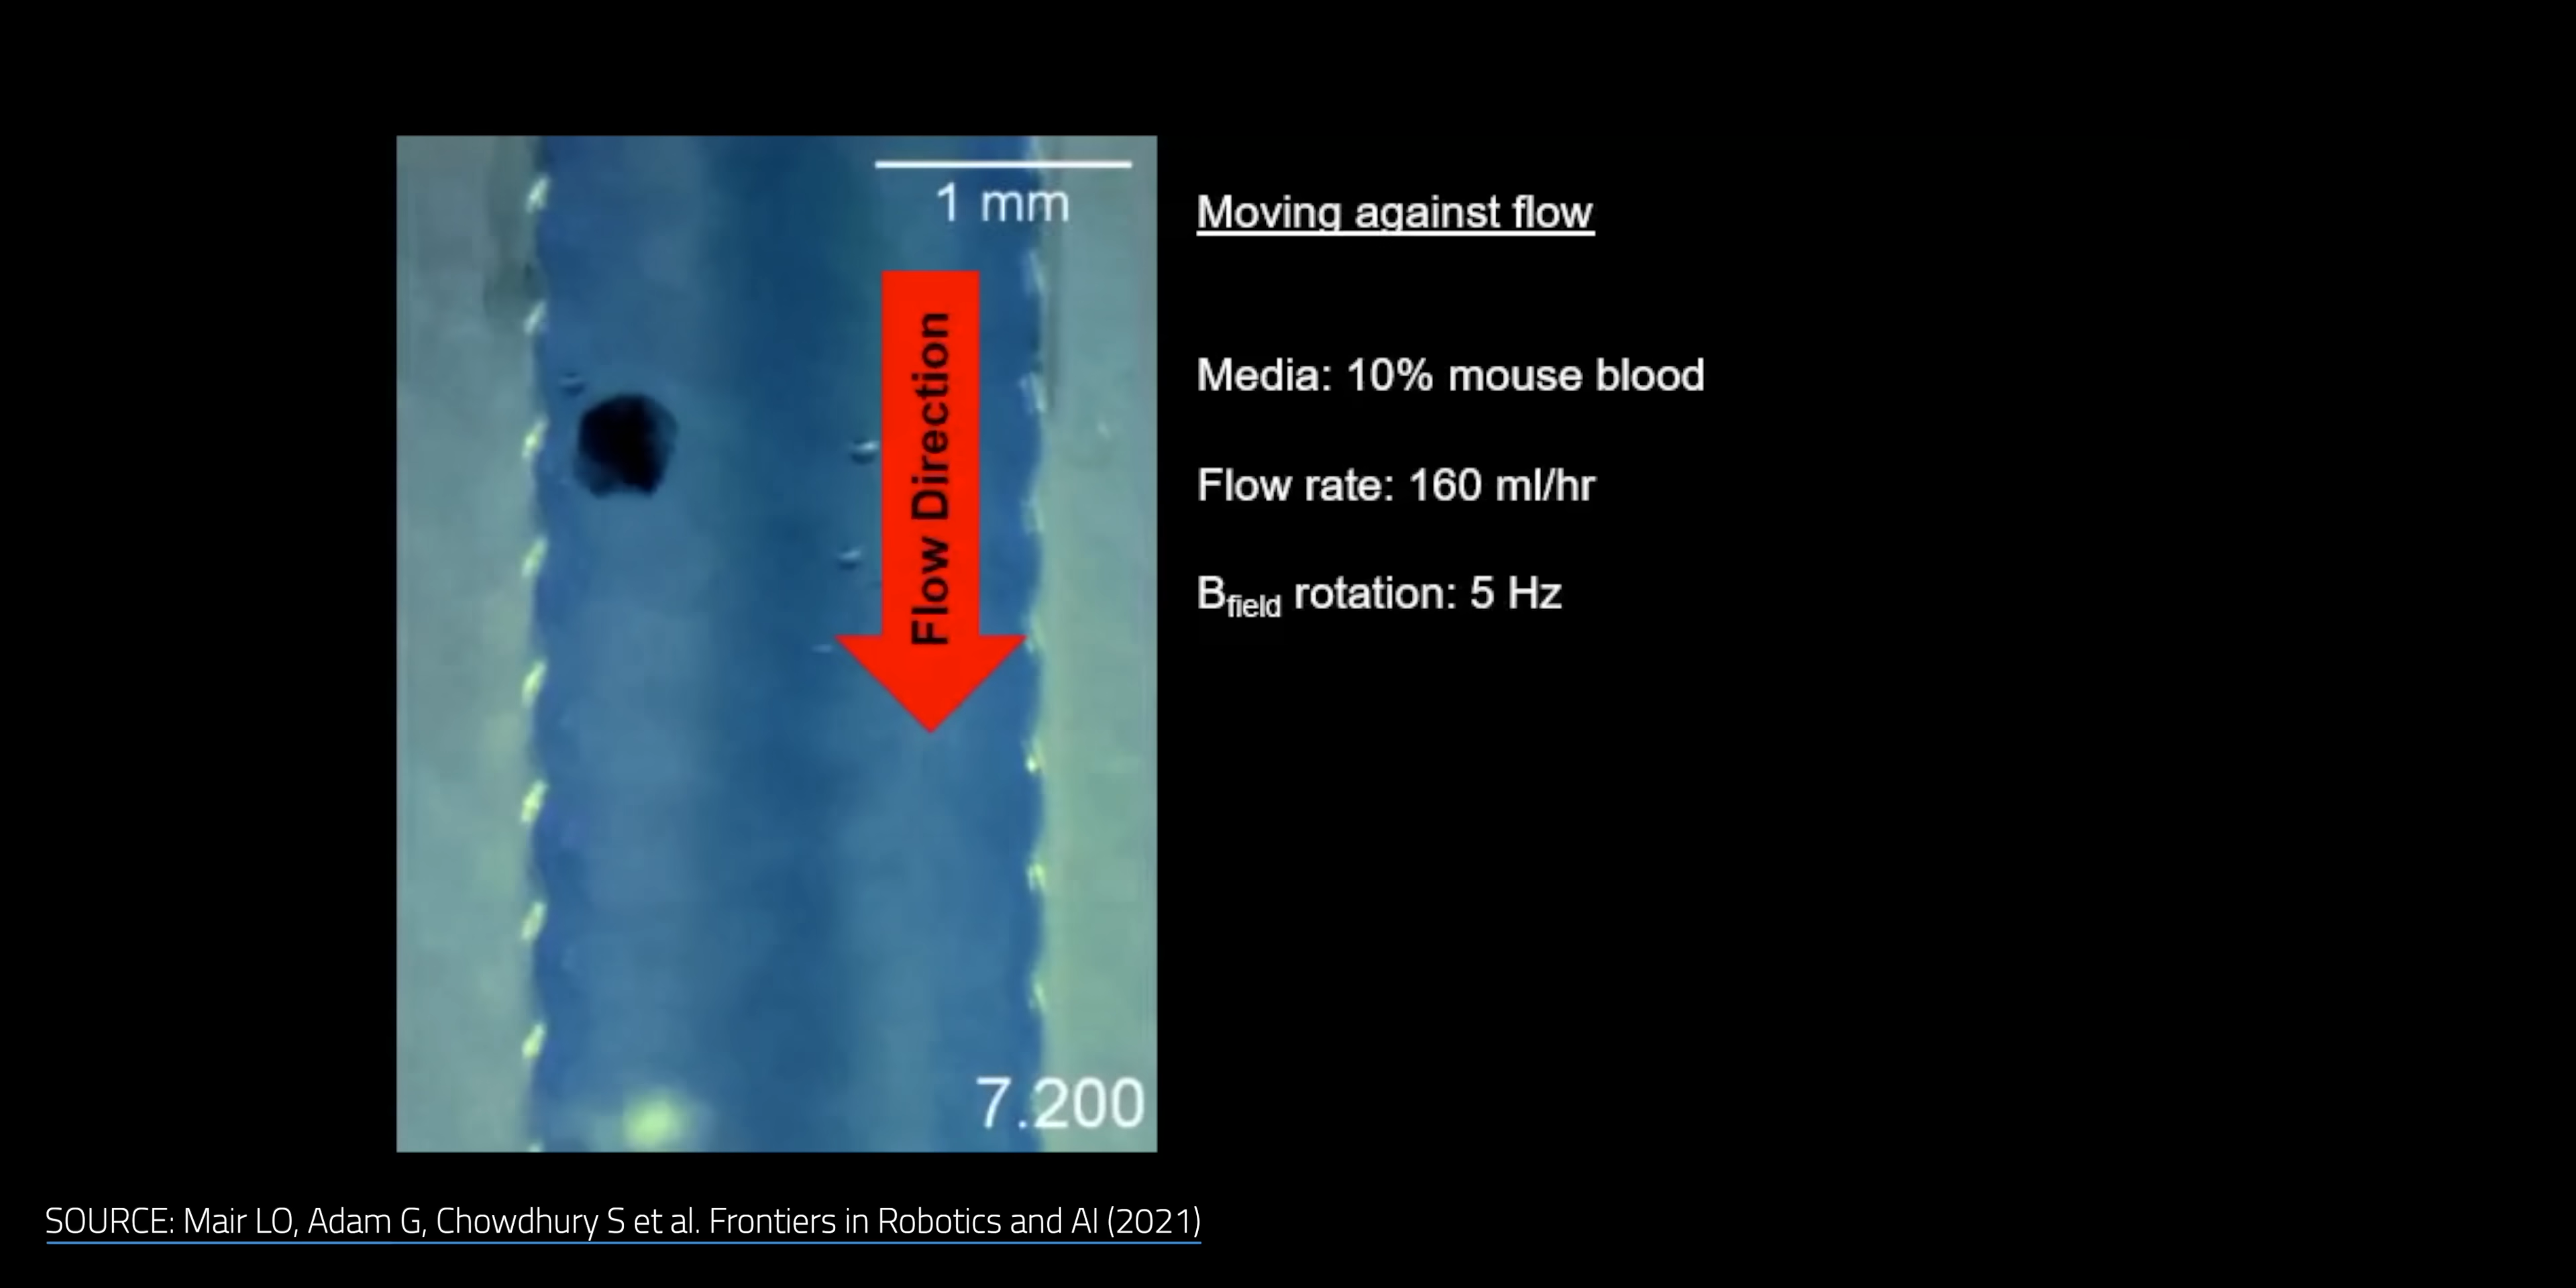 1 mm
Flow Direction
7.200
Moving against flow
Media: 10% mouse blood
Flow rate: 160 ml/hr
Bfield rotation: 5 Hz
SOURCE: Mair LO, Adam G, Chowdhury S et al. Frontiers in Robotics and AI (2021)